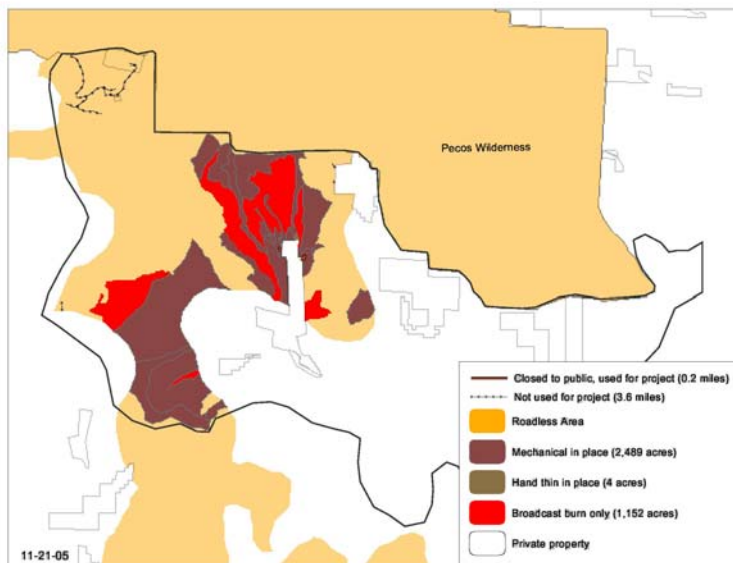 Pecos Wilderness
Closed to public, used for project (0.2 miles)
Not used for project (3.6 miles)
Roadless Area
Mechanical in place (2,489 acres)
Hand thin in place (4 acres)
Broadcast burn only (1,152 acres)
Private property
11-21-05